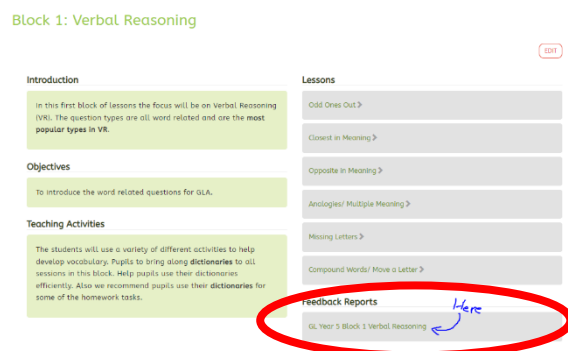 Block 1: Verbal Reasoning
EDIT
Introduction
In this first block of lessons the focus will be on Verbal Reasoning
(VR). The question types are all word related and are the most
popular types in VR.
Objectives
To introduce the word related questions for GLA.
Teaching Activities
The students will use a variety of different activities to help
develop vocabulary. Pupils to bring along dictionaries to all
sessions in this block. Help pupils use their dictionaries
efficiently. Also we recommend pupils use their dictionaries for
some of the homework tasks.
Lessons
Odd Ones Out >
Closest in Meaning >
Opposite in Meaning >
Analogies/ Multiple Meaning >
Missing Letters >
Compound Words/ Move a Letter >
Feedback Reports
Here
GL Year 5 Block 1 Verbal Reasoning